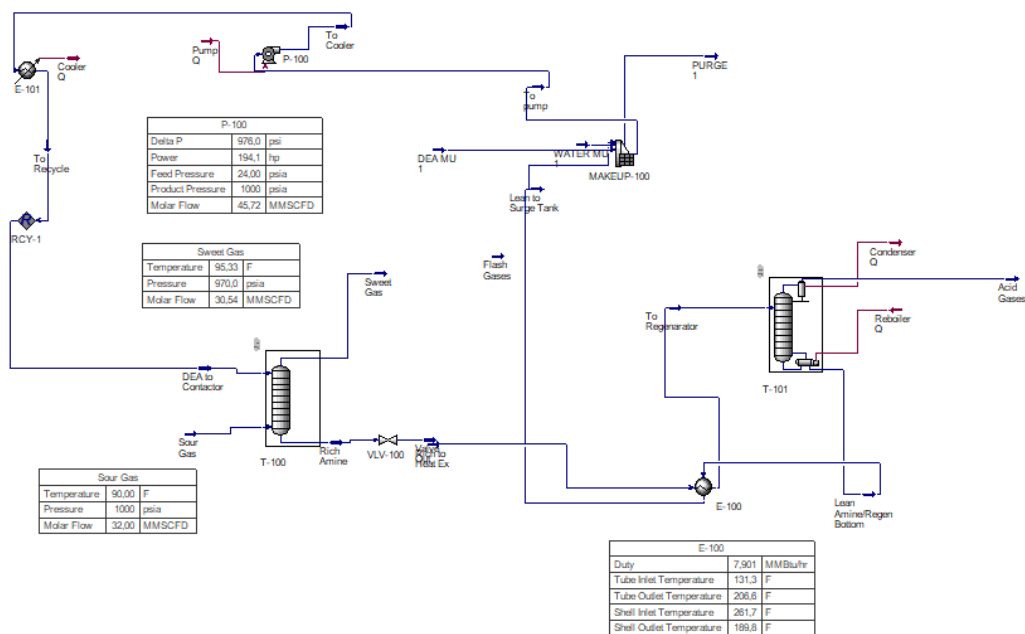 To
Cooler
Pump
Q
P-100
Cooler
Q
E-101
PURGE
1
To
pump
P-100
Delta P 976,0 psi
Power 194,1 hp
Feed Pressure 24,00 psia
Product Pressure 1000 psia
Molar Flow 45,72 MMSCFD
To
Recycle
DEA MU
1
WATER MU
1
MAKEUP-100
Lean to
Surge Tank
RCY-1
Sweet Gas
Temperature 95,33 F
Pressure 970,0 psia
Molar Flow 30,54 MMSCFD
Sweet
Gas
Flash
Gases
Condenser
Q
Acid
Gases
To
Regenarator
Reboiler
Q
T-101
DEA to
Contactor
Sour
Gas
T-100
Rich
Amine
VLV-100
Heat Ex
E-100
Lean
Amine/Regen
Bottom
Sour Gas
Temperature 90,00 F
Pressure 1000 psia
Molar Flow 32,00 MMSCFD
E-100
Duty 7,901 MMBtu/hr
Tube Inlet Temperature 131,3 F
Tube Outlet Temperature 206,6 F
Shell Inlet Temperature 261,7 F
Shell Outlet Temperature 189,8 F